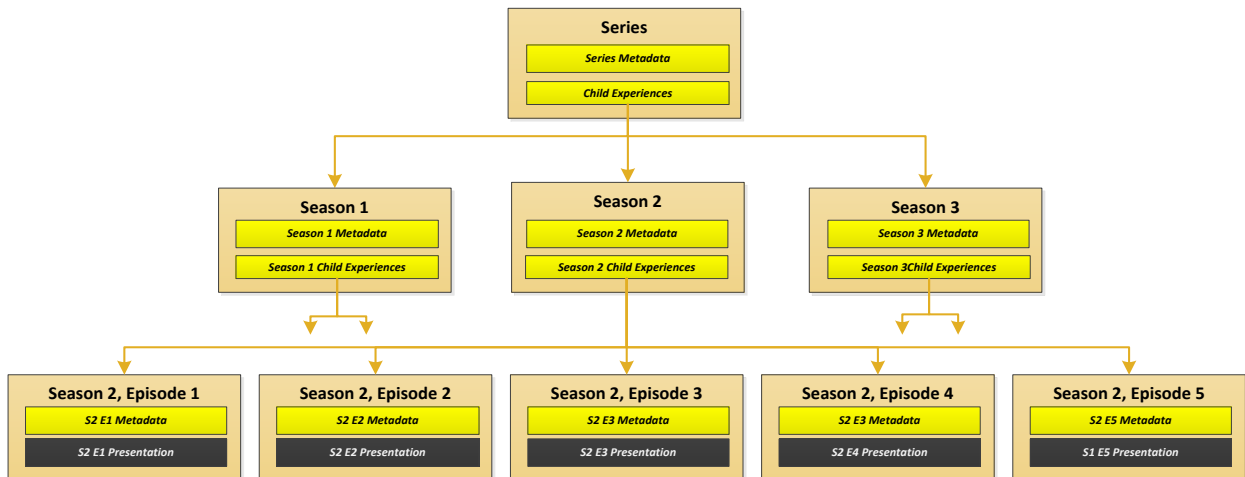 Series
Series Metadata
Child Experiences
Season 1
Season 1 Metadata
Season 1 Child Experiences
Season 2
Season 2 Metadata
Season 2 Child Experiences
Season 3
Season 3 Metadata
Season 3Child Experiences
Season 2, Episode 1
S2 E1 Metadata
S2 E1 Presentation
Season 2, Episode 2
S2 E2 Metadata
S2 E2 Presentation
Season 2, Episode 3
S2 E3 Metadata
S2 E3 Presentation
Season 2, Episode 4
S2 E3 Metadata
S2 E4 Presentation
Season 2, Episode 5
S2 E5 Metadata
S1 E5 Presentation